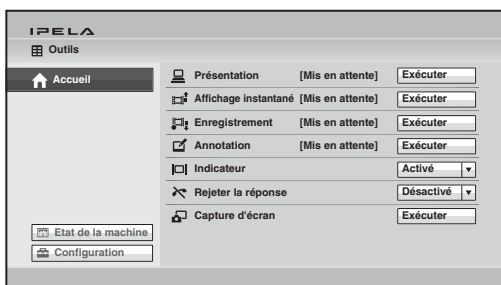 IPELA
Outils
Accueil
Présentation [Mis en attente] Exécuter
Affichage instantané [Mis en attente] Exécuter
Enregistrement [Mis en attente] Exécuter
Annotation [Mis en attente] Exécuter
Indicateur Activé
Rejeter la réponse Désactivé
Capture d'écran Exécuter
Etat de la machine
Configuration